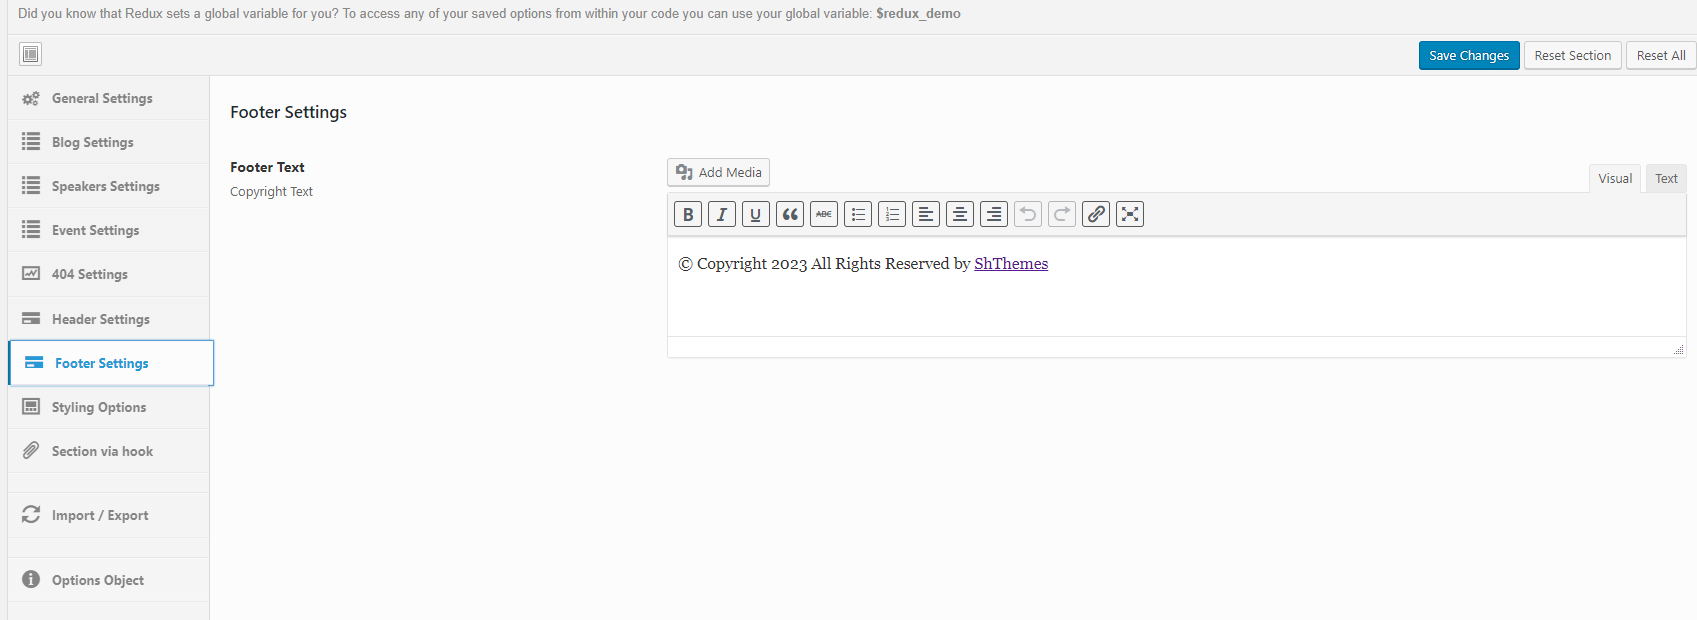 Did you know that Redux sets a global variable for you? To access any of your saved options from within your code you can use your global variable: $redux_demo
Save Changes
Reset Section
Reset All
General Settings
Blog Settings
Speakers Settings
Event Settings
404 Settings
Header Settings
Footer Settings
Styling Options
Section via hook
Import / Export
Options Object
Footer Settings
Footer Text
Copyright Text
Add Media
Visual
Text
B I U “ ABC
© Copyright 2023 All Rights Reserved by ShThemes